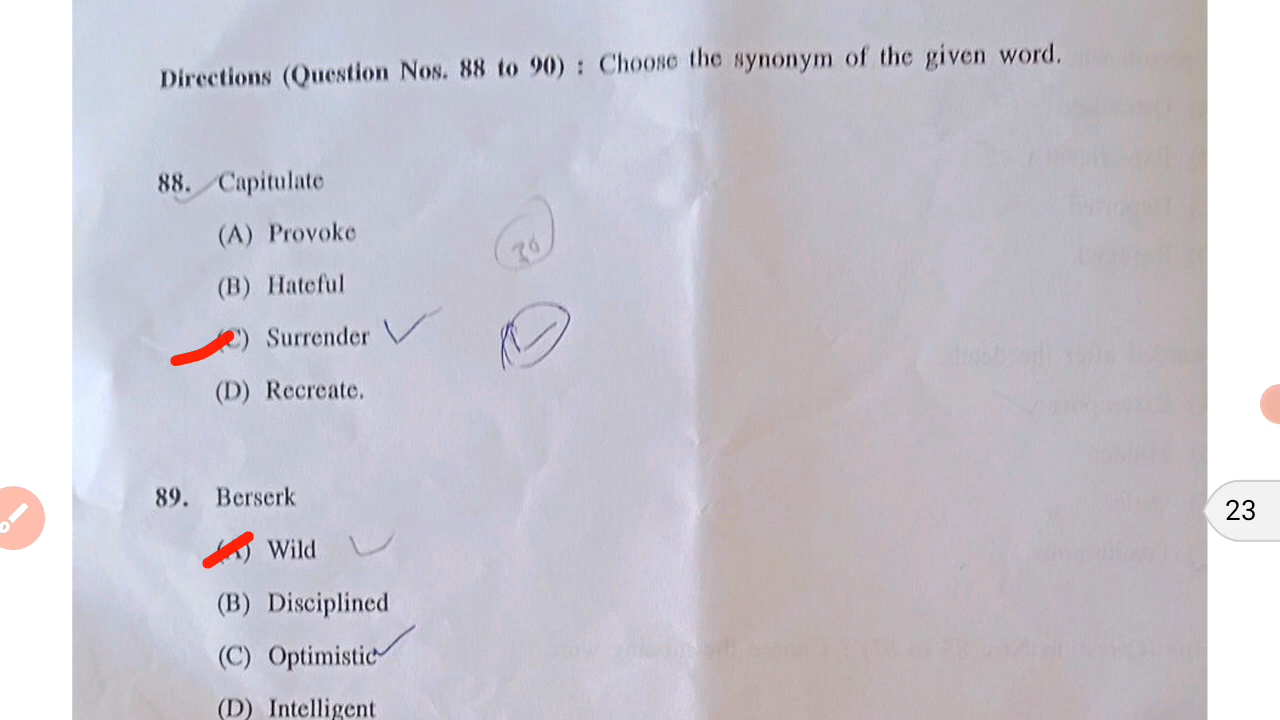 Directions (Question Nos. 88 to 90) : Choose the synonym of the given word.
88. Capitulate
(A) Provoke
(B) Hateful
(C) Surrender
(D) Recreate.
89. Berserk
(A) Wild
(B) Disciplined
(C) Optimistic
(D) Intelligent
23